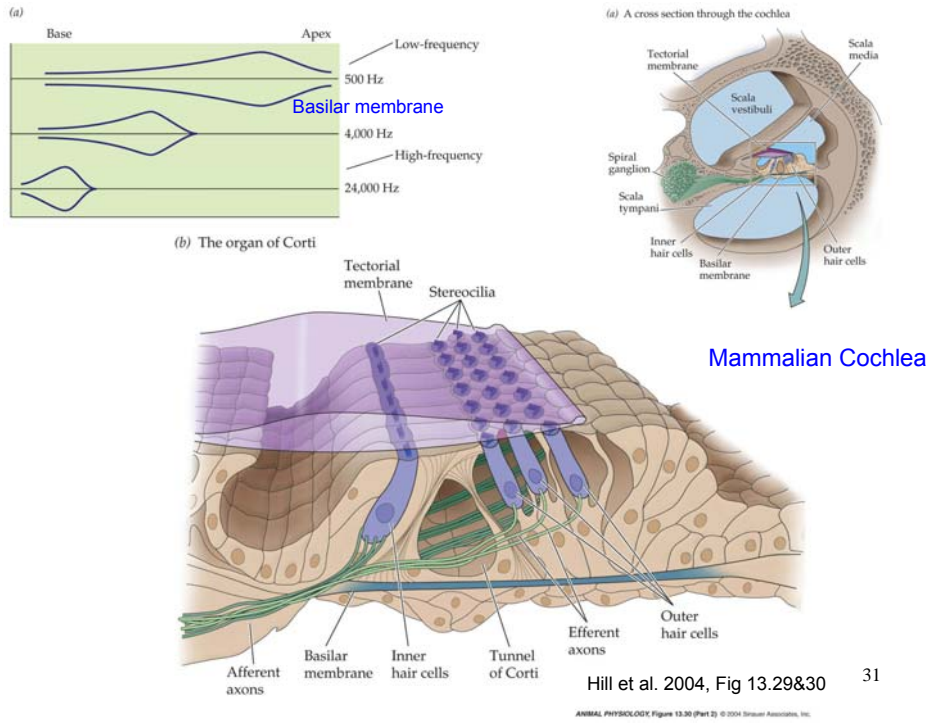 (a)
Base
Apex
Low-frequency
500 Hz
Basilar membrane
4,000 Hz
High-frequency
24,000 Hz
(a) A cross section through the cochlea
Tectorial
membrane
Scala
media
Scala
vestibuli
Spiral
ganglion
Scala
tympani
Inner
hair cells
Basilar
membrane
Outer
hair cells
(b) The organ of Corti
Tectorial
membrane
Stereocilia
Mammalian Cochlea
Afferent
axons
Basilar
membrane
Inner
hair cells
Tunnel
of Corti
Efferent
axons
Outer
hair cells
Hill et al. 2004, Fig 13.29&30
31
ANIMAL PHYSIOLOGY, Figure 13.30 (Part 2) © 2004 Sinauer Associates, Inc.